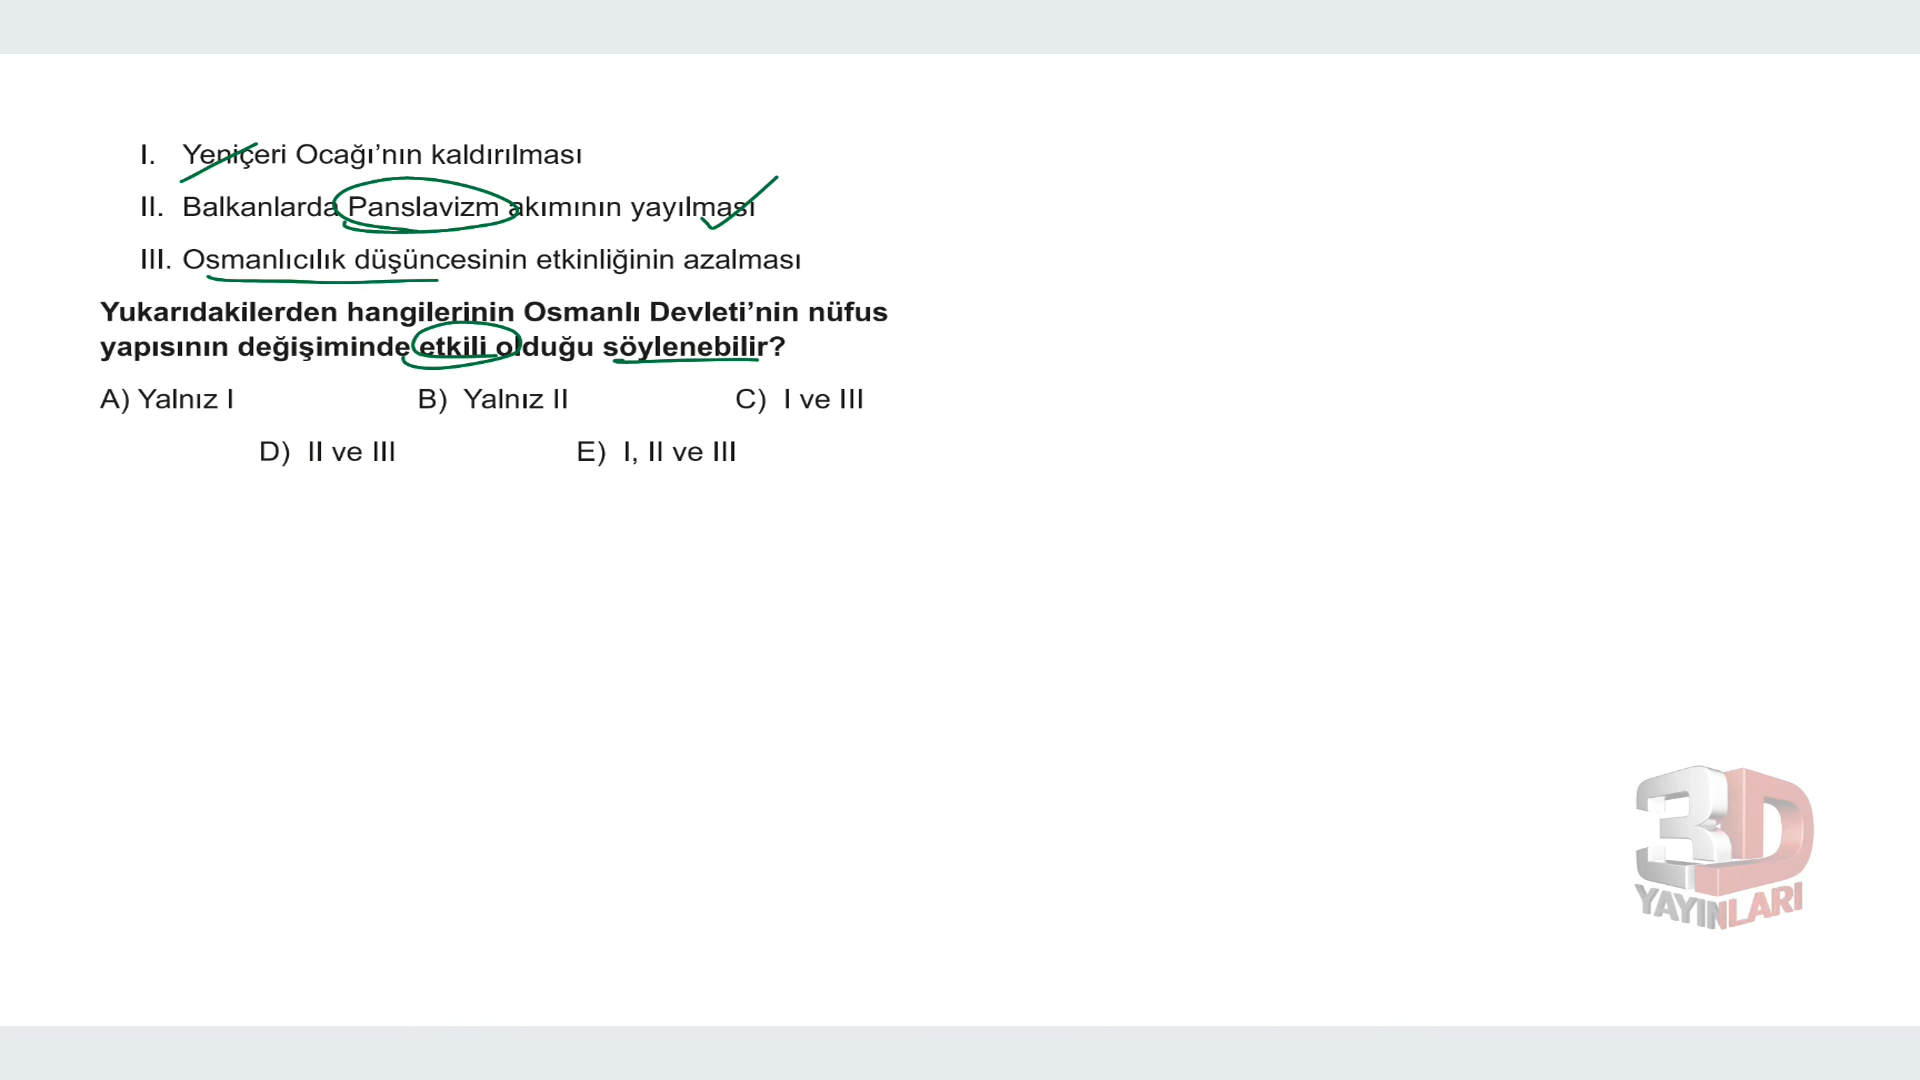 I. Yeniçeri Ocağı’nın kaldırılması
II. Balkanlarda Panslavizm akımının yayılması
III. Osmanlıcılık düşüncesinin etkinliğinin azalması
Yukarıdakilerden hangilerinin Osmanlı Devleti’nin nüfus
yapısının değişiminde etkili olduğu söylenebilir?
A) Yalnız I B) Yalnız II C) I ve III
D) II ve III E) I, II ve III
3D
YAYINLARI